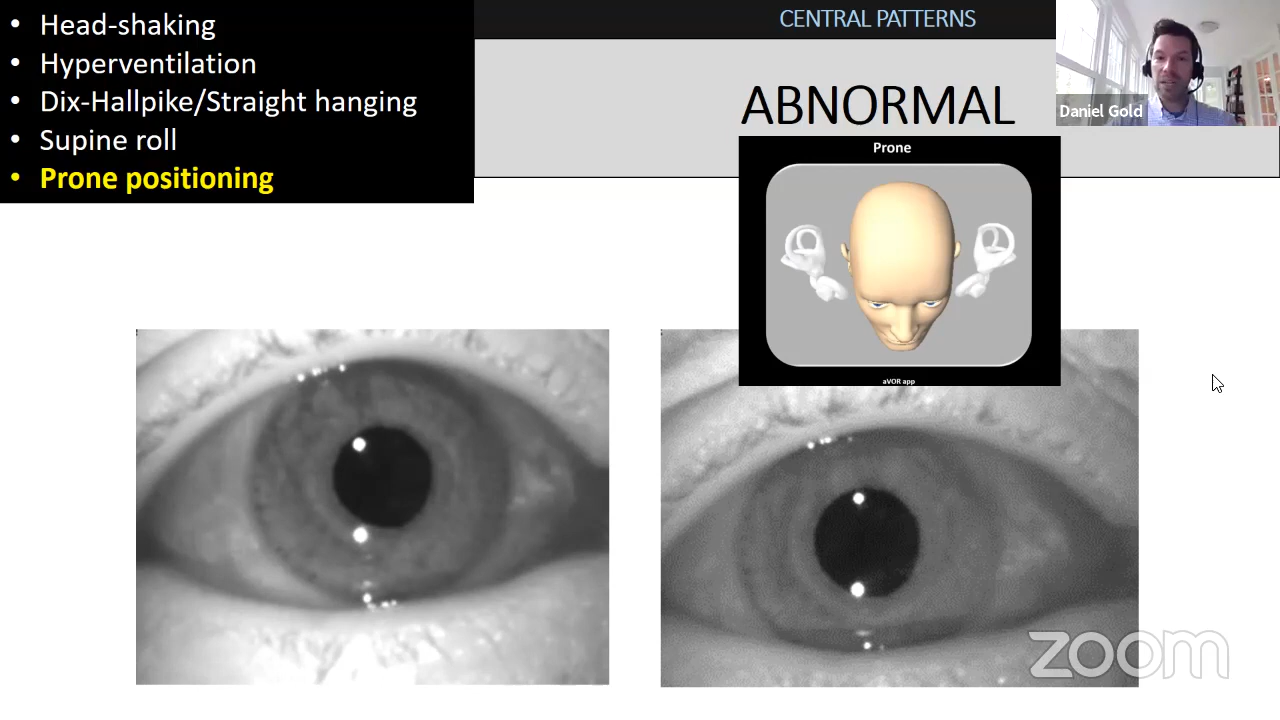 • Head-shaking
• Hyperventilation
• Dix-Hallpike/Straight hanging
• Supine roll
• Prone positioning
CENTRAL PATTERNS
ABNORMAL
Daniel Gold
Prone
aVOR app
zoom